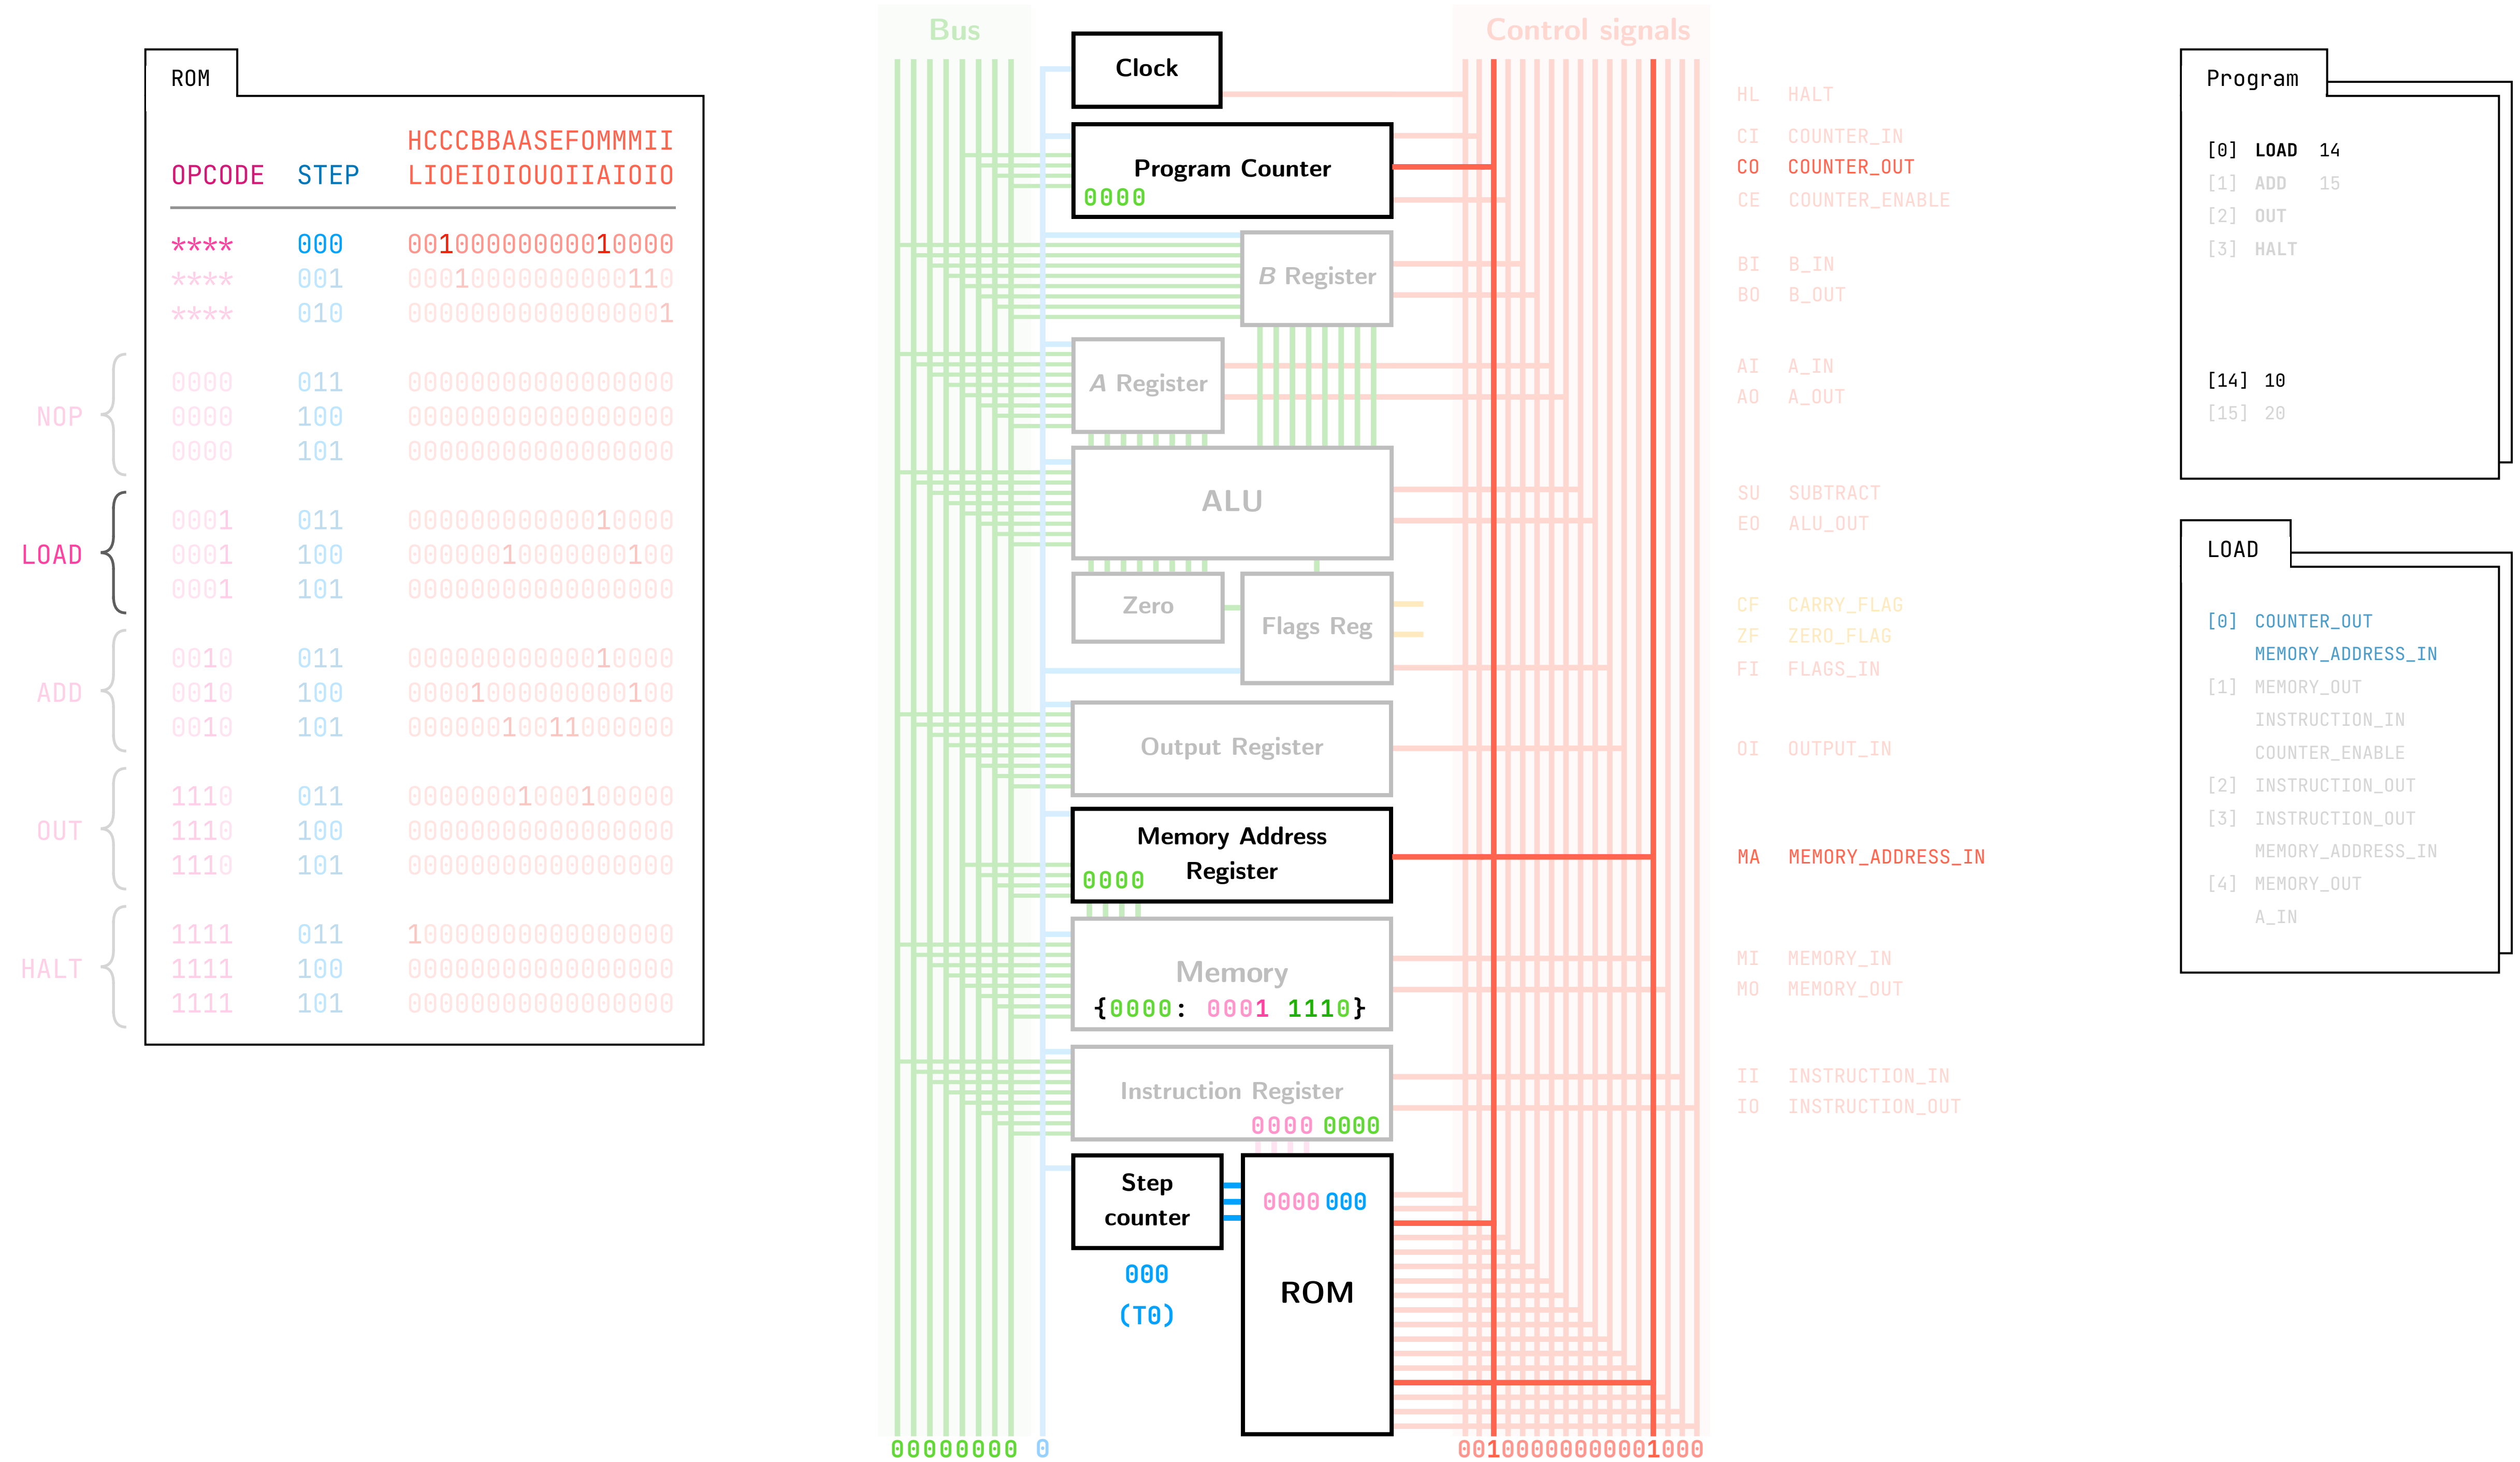 ROM
HCCCBBAASEFOMMMII
OPCODE STEP LIOEIOIOUOIIAIOIO
**** 000 00100000000010000
**** 001 00010000000000110
**** 010 00000000000000001
NOP
0000 011 00000000000000000
0000 100 00000000000000000
0000 101 00000000000000000
LOAD
0001 011 00000000000010000
0001 100 00000010000000100
0001 101 00000000000000000
ADD
0010 011 00000000000010000
0010 100 00001000000000100
0010 101 00000010011000000
OUT
1110 011 00000001000100000
1110 100 00000000000000000
1110 101 00000000000000000
HALT
1111 011 10000000000000000
1111 100 00000000000000000
1111 101 00000000000000000
Bus
Control signals
Clock
Program Counter
0000
B Register
A Register
ALU
Zero
Flags Reg
Output Register
Memory Address
Register
0000
Memory
{0000: 0001 1110}
Instruction Register
0000 0000
Step
counter
000
(T0)
0000 000
ROM
00000000 0
00100000000001000
HL HALT
CI COUNTER_IN
CO COUNTER_OUT
CE COUNTER_ENABLE
BI B_IN
BO B_OUT
AI A_IN
AO A_OUT
SU SUBTRACT
EO ALU_OUT
CF CARRY_FLAG
ZF ZERO_FLAG
FI FLAGS_IN
OI OUTPUT_IN
MA MEMORY_ADDRESS_IN
MI MEMORY_IN
MO MEMORY_OUT
II INSTRUCTION_IN
IO INSTRUCTION_OUT
Program
[0] LOAD 14
[1] ADD 15
[2] OUT
[3] HALT
[14] 10
[15] 20
LOAD
[0] COUNTER_OUT
MEMORY_ADDRESS_IN
[1] MEMORY_OUT
INSTRUCTION_IN
COUNTER_ENABLE
[2] INSTRUCTION_OUT
[3] INSTRUCTION_OUT
MEMORY_ADDRESS_IN
[4] MEMORY_OUT
A_IN